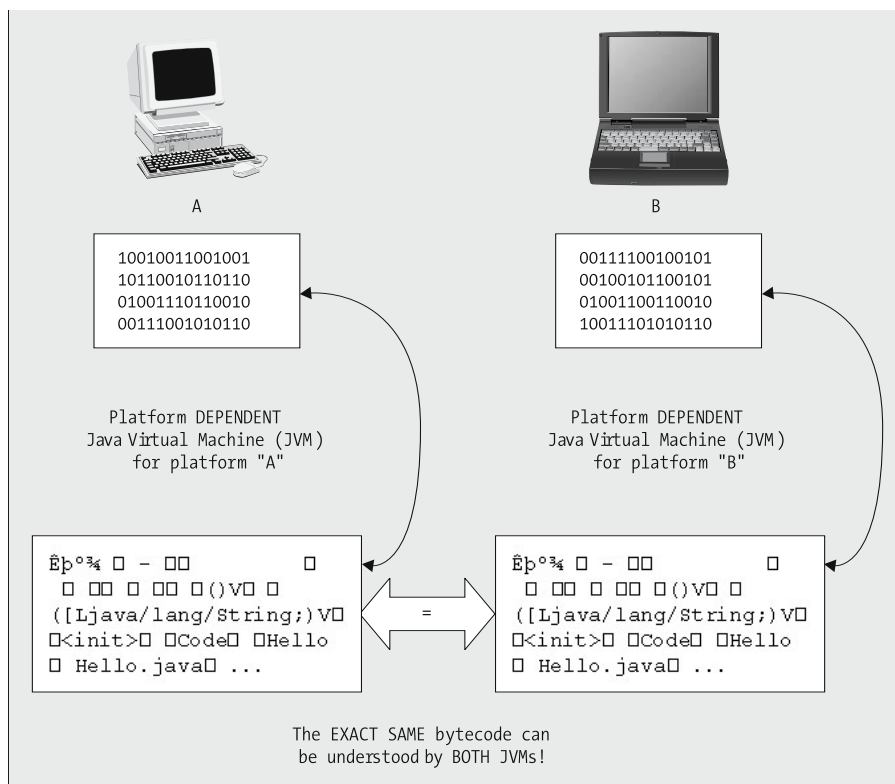 A
B
10010011001001
10110010110110
01001110110010
00111001010110
00111100100101
00100101100101
01001100110010
10011101010110
Platform DEPENDENT
Java Virtual Machine (JVM)
for platform "A"
Platform DEPENDENT
Java Virtual Machine (JVM)
for platform "B"
Êþº¾ □ – □□ □
□ □□ □ □□ □()V□ □
([Ljava/lang/String;)V□
□<init>□ □Code□ □Hello
□ Hello.java□ ...
=
Êþº¾ □ – □□ □
□ □□ □ □□ □()V□ □
([Ljava/lang/String;)V□
□<init>□ □Code□ □Hello
□ Hello.java□ ...
The EXACT SAME bytecode can
be understood by BOTH JVMs!